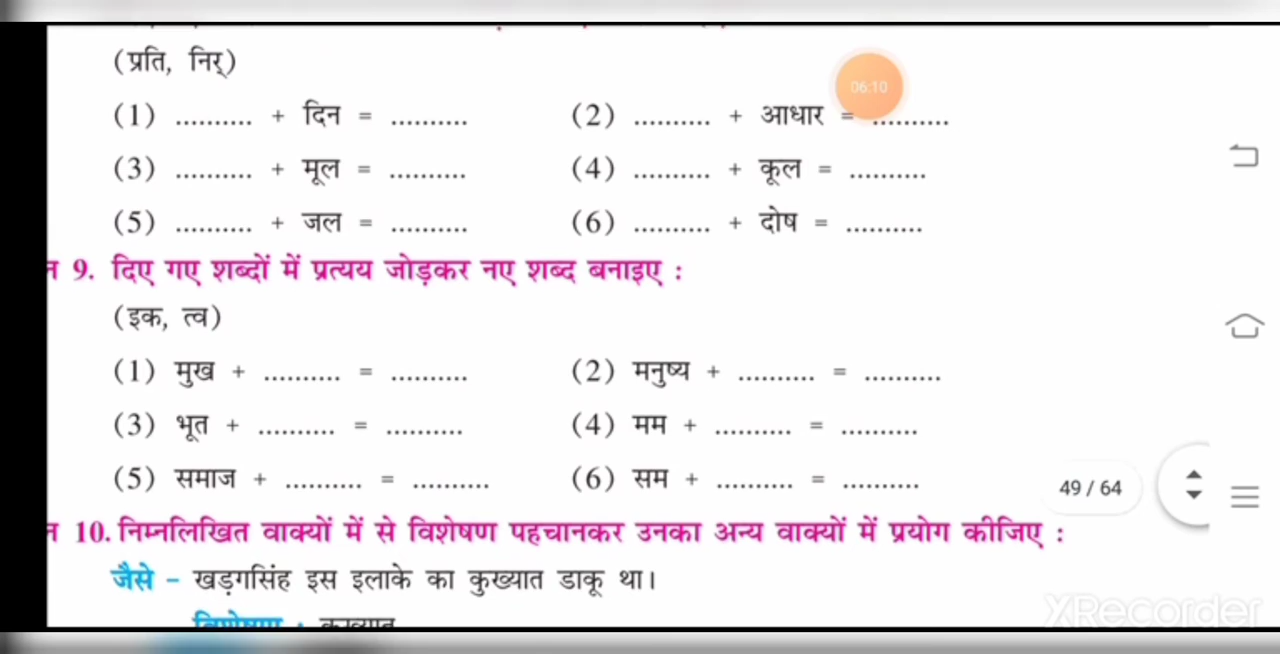 (प्रति, निर्)
06:10
(1) .......... + दिन = .......... (2) .......... + आधार = ..........
(3) .......... + मूल = .......... (4) .......... + कूल = ..........
(5) .......... + जल = .......... (6) .......... + दोष = ..........
न 9. दिए गए शब्दों में प्रत्यय जोड़कर नए शब्द बनाइए :
(इक, त्व)
(1) मुख + .......... = .......... (2) मनुष्य + .......... = ..........
(3) भूत + .......... = .......... (4) मम + .......... = ..........
(5) समाज + .......... = .......... (6) सम + .......... = ..........
49 / 64
न 10. निम्नलिखित वाक्यों में से विशेषण पहचानकर उनका अन्य वाक्यों में प्रयोग कीजिए :
जैसे - खड़गसिंह इस इलाके का कुख्यात डाकू था।
विशेषण : कुख्यात
XRecorder